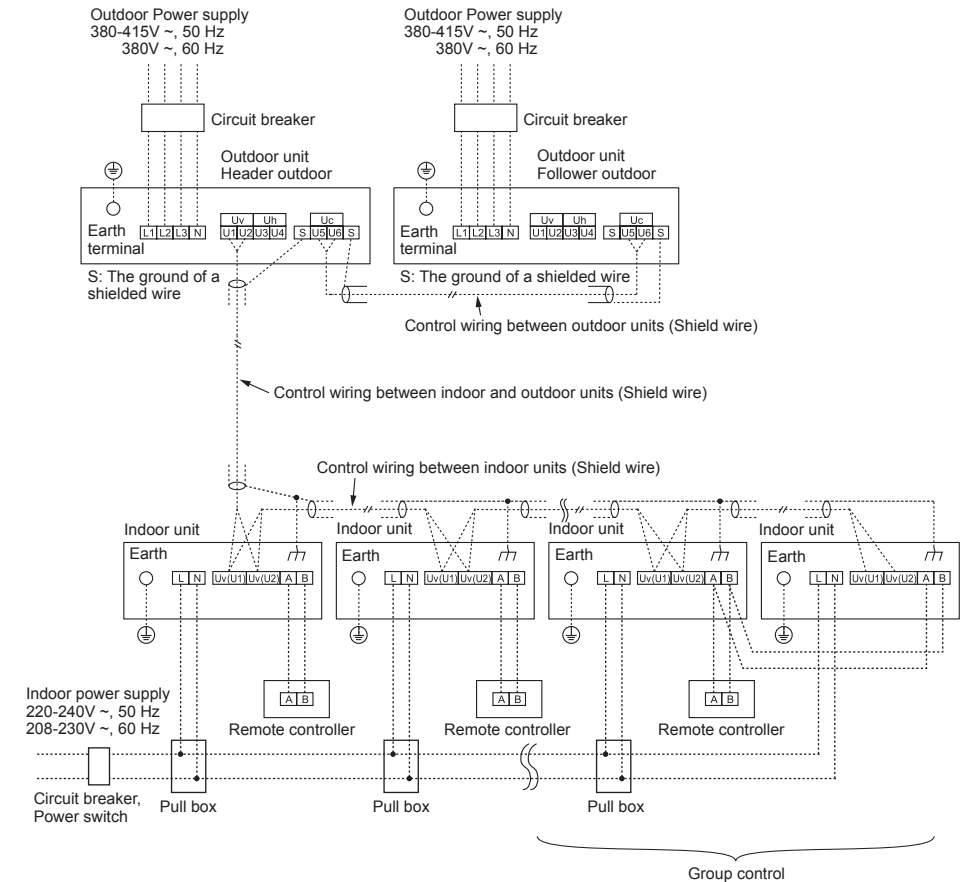 Outdoor Power supply
380-415V ~, 50 Hz
380V ~, 60 Hz
Outdoor Power supply
380-415V ~, 50 Hz
380V ~, 60 Hz
Circuit breaker
Circuit breaker
Outdoor unit
Header outdoor
Outdoor unit
Follower outdoor
Earth
terminal
L1 L2 L3 N
Uv Uh
U1 U2 U3 U4
Uc
S U5 U6 S
Earth
terminal
L1 L2 L3 N
Uv Uh
U1 U2 U3 U4
Uc
S U5 U6 S
S: The ground of a
shielded wire
S: The ground of a shielded wire
Control wiring between outdoor units (Shield wire)
Control wiring between indoor and outdoor units (Shield wire)
Control wiring between indoor units (Shield wire)
Indoor unit
Indoor unit
Indoor unit
Indoor unit
Earth
L N Uv(U1) Uv(U2) A B
Earth
L N Uv(U1) Uv(U2) A B
Earth
L N Uv(U1) Uv(U2) A B
Earth
L N Uv(U1) Uv(U2) A B
Indoor power supply
220-240V ~, 50 Hz
208-230V ~, 60 Hz
A B
Remote controller
A B
Remote controller
A B
Remote controller
Circuit breaker,
Power switch
Pull box
Pull box
Pull box
Group control